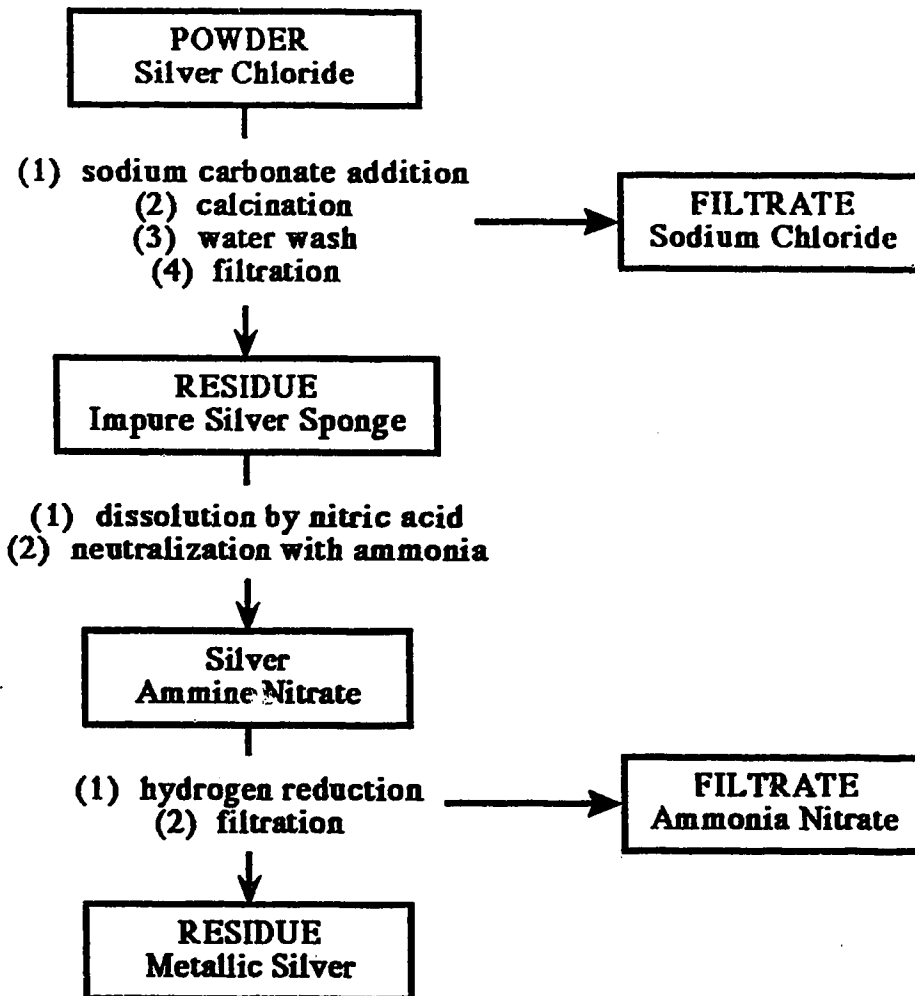 POWDER
Silver Chloride
(1) sodium carbonate addition
(2) calcination
(3) water wash
(4) filtration
FILTRATE
Sodium Chloride
RESIDUE
Impure Silver Sponge
(1) dissolution by nitric acid
(2) neutralization with ammonia
Silver
Ammine Nitrate
(1) hydrogen reduction
(2) filtration
FILTRATE
Ammonia Nitrate
RESIDUE
Metallic Silver